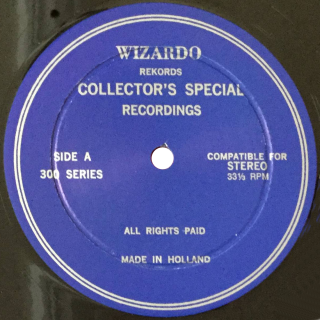 WIZARDO
REKORDS
COLLECTOR'S SPECIAL
RECORDINGS
SIDE A
300 SERIES
COMPATIBLE FOR
STEREO
33⅓ RPM
ALL RIGHTS PAID
MADE IN HOLLAND